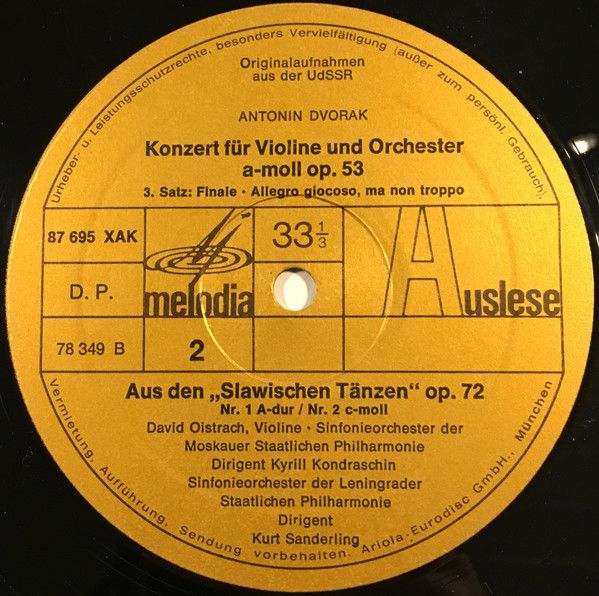 Urheber- u. Leistungsschutzrechte, besonders Vervielfältigung (außer zum persönl. Gebrauch),
Originalaufnahmen
aus der UdSSR
ANTONIN DVORAK
Konzert für Violine und Orchester
a-moll op. 53
3. Satz: Finale · Allegro giocoso, ma non troppo
87 695 XAK
33 1/3
Auslese
D. P.
melodia
78 349 B
2
Aus den „Slawischen Tänzen“ op. 72
Nr. 1 A-dur / Nr. 2 c-moll
David Oistrach, Violine · Sinfonieorchester der
Moskauer Staatlichen Philharmonie
Dirigent Kyrill Kondraschin
Sinfonieorchester der Leningrader
Staatlichen Philharmonie
Dirigent
Kurt Sanderling
Vermietung, Aufführung, Sendung vorbehalten. Ariola-Eurodisc GmbH., München